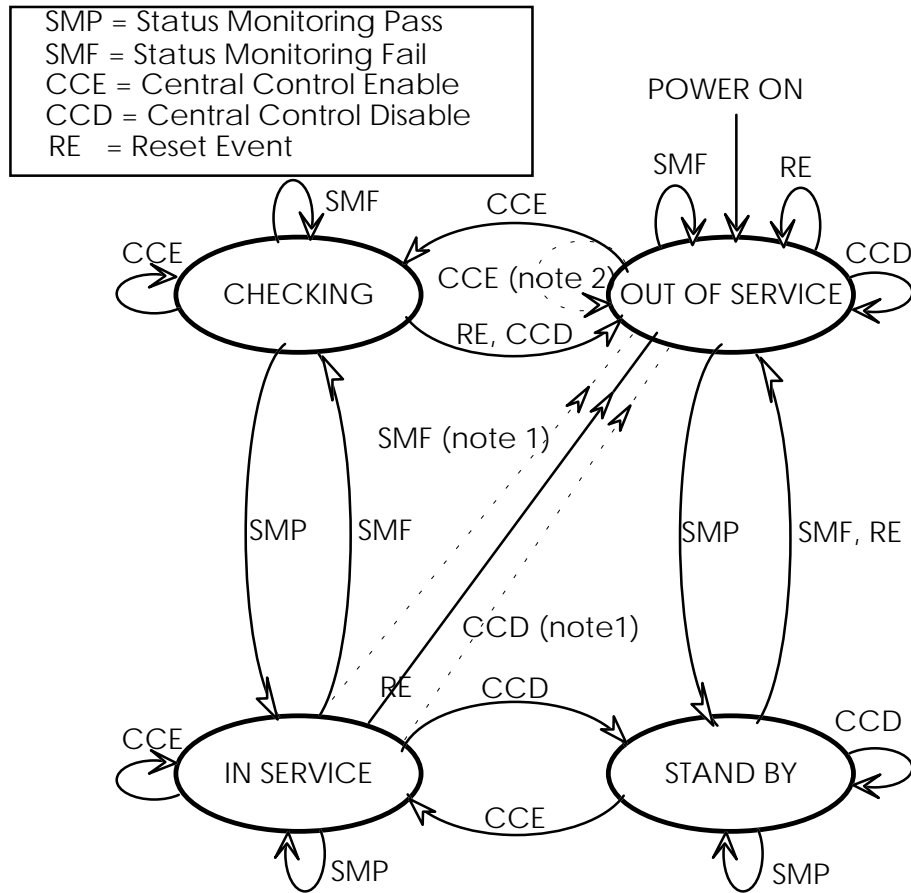 SMP = Status Monitoring Pass
SMF = Status Monitoring Fail
CCE = Central Control Enable
CCD = Central Control Disable
RE = Reset Event
POWER ON
SMF
SMF
RE
CCE
CCE
CCD
CHECKING
CCE (note 2)
OUT OF SERVICE
RE, CCD
SMF (note 1)
SMP
SMF
SMP
SMF, RE
CCD (note1)
RE
CCD
CCE
CCD
IN SERVICE
STAND BY
CCE
SMP
SMP